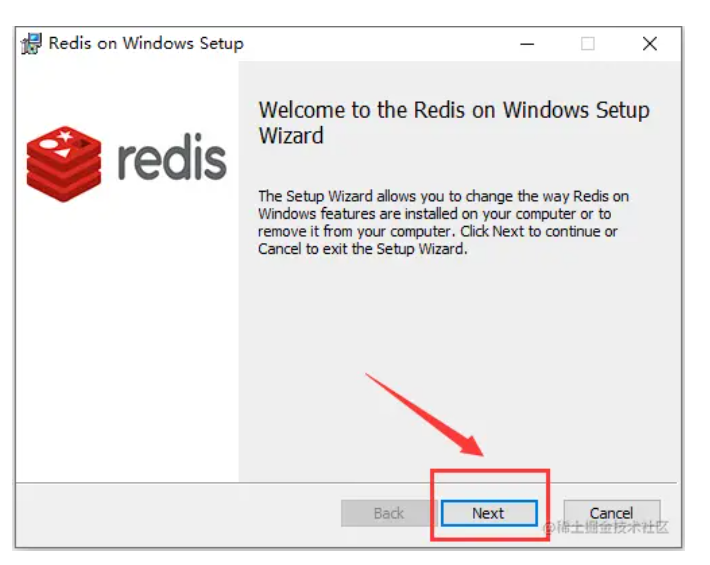 Redis on Windows Setup
redis
Welcome to the Redis on Windows Setup
Wizard
The Setup Wizard allows you to change the way Redis on
Windows features are installed on your computer or to
remove it from your computer. Click Next to continue or
Cancel to exit the Setup Wizard.
Back Next Cancel
@稀土掘金技术社区